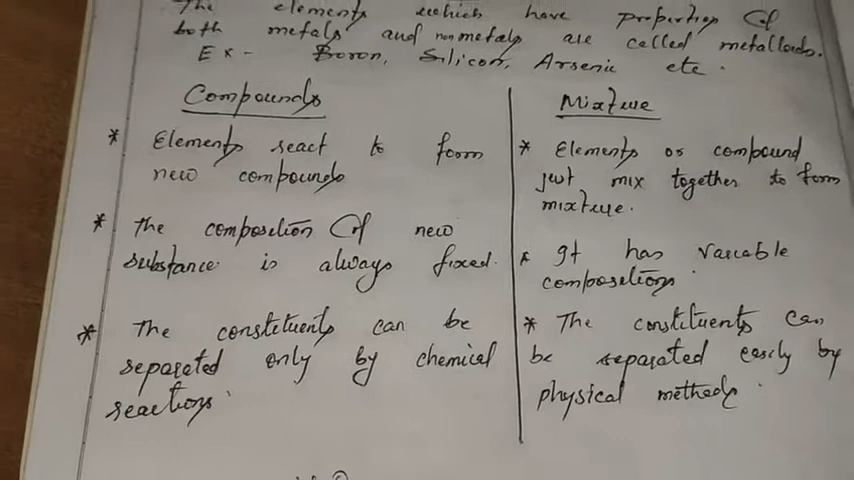 The elements which have properties of
both metals and nonmetals are called metalloids.
Ex- Boron, Silicon, Arsenic etc.
Compounds
* Elements react to form
new compounds
* The composition of new
substance is always fixed.
* The constituents can be
separated only by chemical
reactions.
Mixture
* Elements or compound
just mix together to form
mixture.
* It has variable
compositions.
* The constituents can
be separated easily by
physical methods.